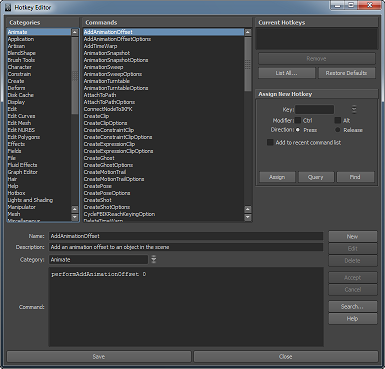 Hotkey Editor
Categories
Commands
Current Hotkeys
Animate
Application
Artisan
BlendShape
Brush Tools
Character
Constrain
Create
Deform
Disk Cache
Display
Edit
Edit Curves
Edit Mesh
Edit NURBS
Edit Polygons
Effects
Fields
File
Fluid Effects
Graph Editor
Hair
Help
Hotbox
Lights and Shading
Manipulator
Mesh
Miscellaneous
AddAnimationOffset
AddAnimationOffsetOptions
AddTimeWarp
AnimationSnapshot
AnimationSnapshotOptions
AnimationSweep
AnimationSweepOptions
AnimationTurntable
AnimationTurntableOptions
AttachToPath
AttachToPathOptions
ConnectNodeToIKFK
CreateClip
CreateClipOptions
CreateConstraintClip
CreateConstraintClipOptions
CreateExpressionClip
CreateExpressionClipOptions
CreateGhost
CreateGhostOptions
CreateMotionTrail
CreateMotionTrailOptions
CreatePose
CreatePoseOptions
CreateShot
CreateShotOptions
CycleFBIKReachKeyingOption
DeleteTimeWarp
Remove
List All...
Restore Defaults
Assign New Hotkey
Key:
Modifier: Ctrl Alt
Direction: Press Release
Add to recent command list
Assign
Query
Find
Name: AddAnimationOffset
New
Description: Add an animation offset to an object in the scene
Edit
Category: Animate
Delete
Command: performAddAnimationOffset 0
Accept
Cancel
Search...
Help
Save
Close